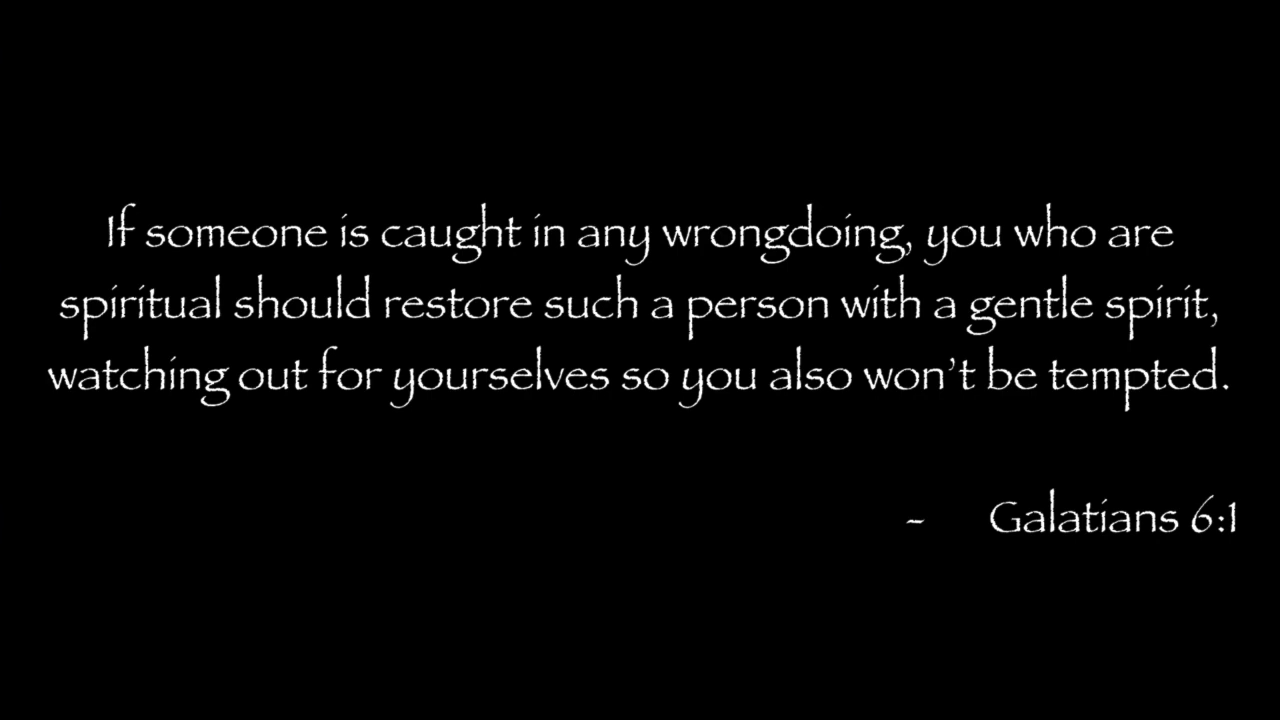 If someone is caught in any wrongdoing, you who are
spiritual should restore such a person with a gentle spirit,
watching out for yourselves so you also won’t be tempted.
- Galatians 6:1